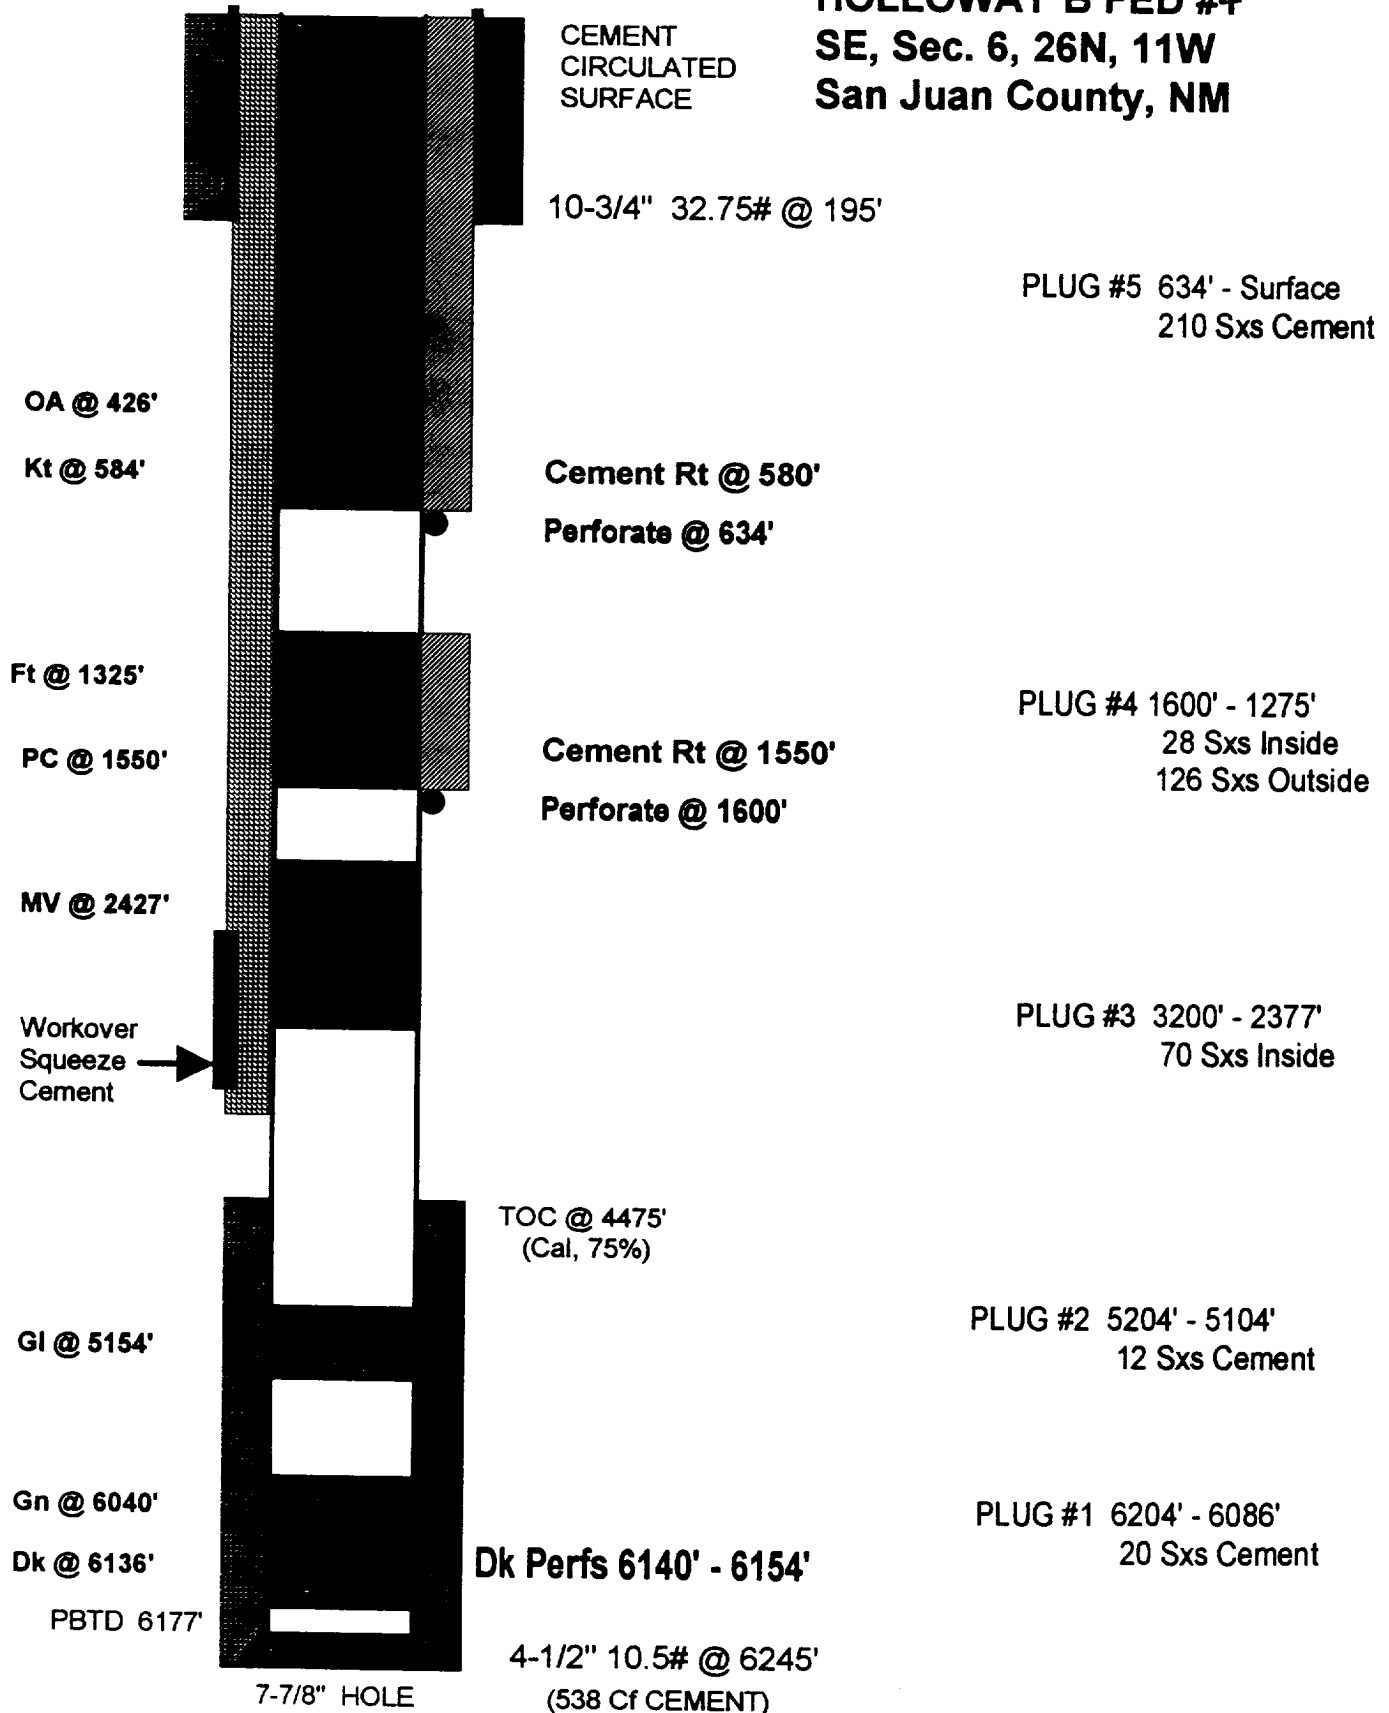 HOLLOWAY B FED #4
SE, Sec. 6, 26N, 11W
San Juan County, NM
CEMENT
CIRCULATED
SURFACE
10-3/4" 32.75# @ 195'
PLUG #5 634' - Surface
210 Sxs Cement
OA @ 426'
Kt @ 584'
Cement Rt @ 580'
Perforate @ 634'
Ft @ 1325'
PC @ 1550'
Cement Rt @ 1550'
Perforate @ 1600'
PLUG #4 1600' - 1275'
28 Sxs Inside
126 Sxs Outside
MV @ 2427'
Workover
Squeeze
Cement
PLUG #3 3200' - 2377'
70 Sxs Inside
TOC @ 4475'
(Cal, 75%)
Gl @ 5154'
PLUG #2 5204' - 5104'
12 Sxs Cement
Gn @ 6040'
Dk @ 6136'
Dk Perfs 6140' - 6154'
PLUG #1 6204' - 6086'
20 Sxs Cement
PBTD 6177'
4-1/2" 10.5# @ 6245'
(538 Cf CEMENT)
7-7/8" HOLE